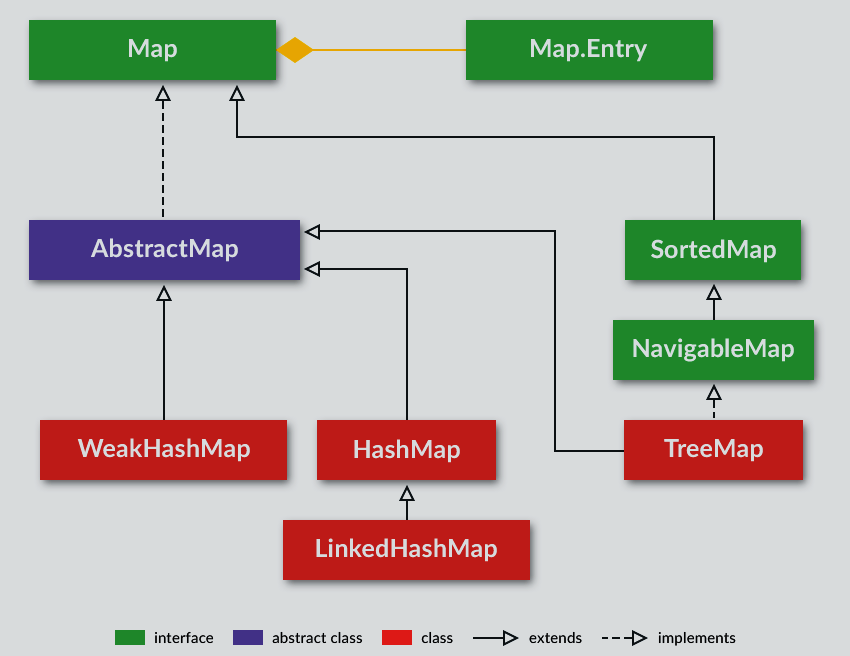 Map
Map.Entry
AbstractMap
SortedMap
NavigableMap
WeakHashMap
HashMap
TreeMap
LinkedHashMap
interface
abstract class
class
extends
implements